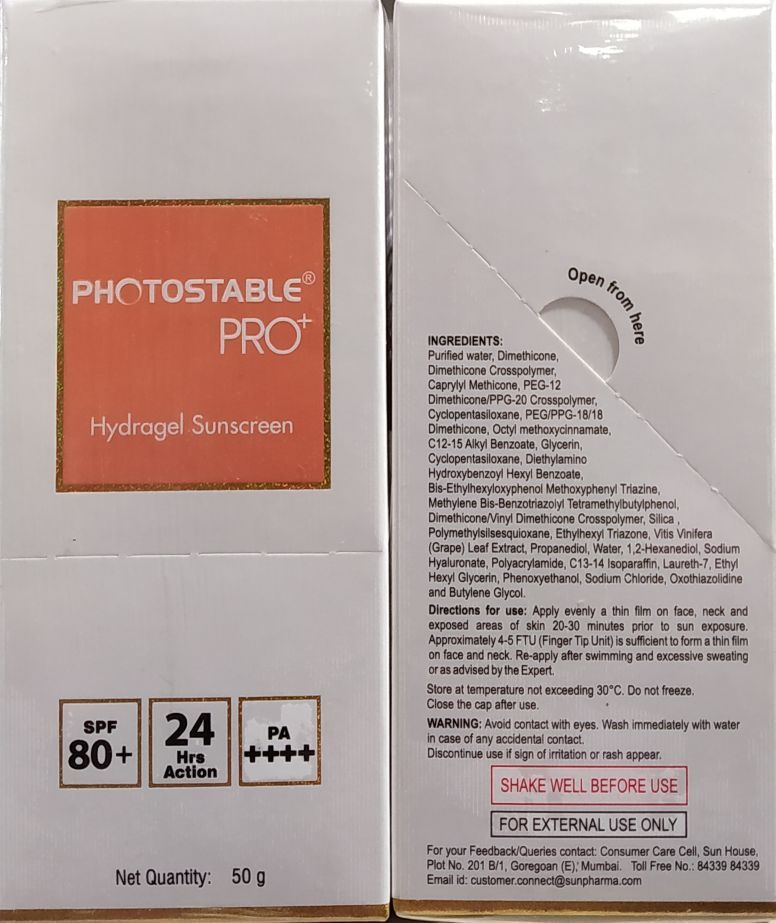 PHOTOSTABLE®
PRO+
Hydragel Sunscreen
SPF
80+
24
Hrs
Action
PA
++++
Net Quantity: 50 g
Open from here
INGREDIENTS:
Purified water, Dimethicone,
Dimethicone Crosspolymer,
Caprylyl Methicone, PEG-12
Dimethicone/PPG-20 Crosspolymer,
Cyclopentasiloxane, PEG/PPG-18/18
Dimethicone, Octyl methoxycinnamate,
C12-15 Alkyl Benzoate, Glycerin,
Cyclopentasiloxane, Diethylamino
Hydroxybenzoyl Hexyl Benzoate,
Bis-Ethylhexyloxyphenol Methoxyphenyl Triazine,
Methylene Bis-Benzotriazolyl Tetramethylbutylphenol,
Dimethicone/Vinyl Dimethicone Crosspolymer, Silica ,
Polymethylsilsesquioxane, Ethylhexyl Triazone, Vitis Vinifera
(Grape) Leaf Extract, Propanediol, Water, 1,2-Hexanediol, Sodium
Hyaluronate, Polyacrylamide, C13-14 Isoparaffin, Laureth-7, Ethyl
Hexyl Glycerin, Phenoxyethanol, Sodium Chloride, Oxothiazolidine
and Butylene Glycol.
Directions for use: Apply evenly a thin film on face, neck and
exposed areas of skin 20-30 minutes prior to sun exposure.
Approximately 4-5 FTU (Finger Tip Unit) is sufficient to form a thin film
on face and neck. Re-apply after swimming and excessive sweating
or as advised by the Expert.
Store at temperature not exceeding 30°C. Do not freeze.
Close the cap after use.
WARNING: Avoid contact with eyes. Wash immediately with water
in case of any accidental contact.
Discontinue use if sign of irritation or rash appear.
SHAKE WELL BEFORE USE
FOR EXTERNAL USE ONLY
For your Feedback/Queries contact: Consumer Care Cell, Sun House,
Plot No. 201 B/1, Goregoan (E), Mumbai. Toll Free No.: 84339 84339
Email id: customer.connect@sunpharma.com